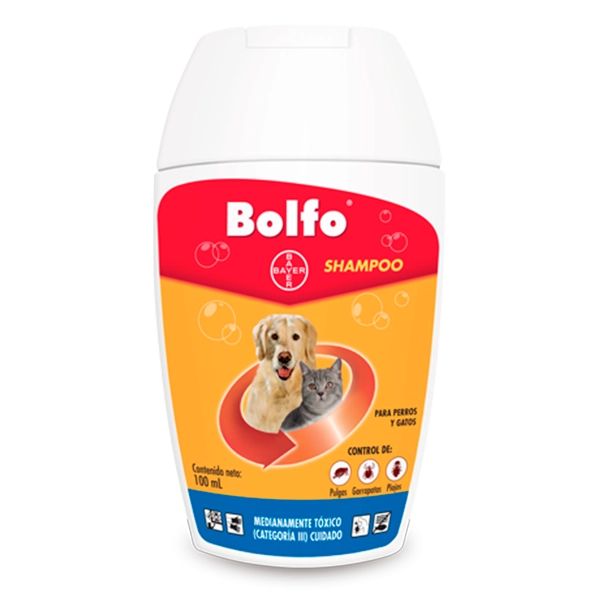 Bolfo®
BAYER
BAYER
SHAMPOO
PARA PERROS
Y GATOS
CONTROL DE:
Pulgas Garrapatas Piojos
Contenido neto:
100 mL
MEDIANAMENTE TÓXICO
(CATEGORÍA III) CUIDADO